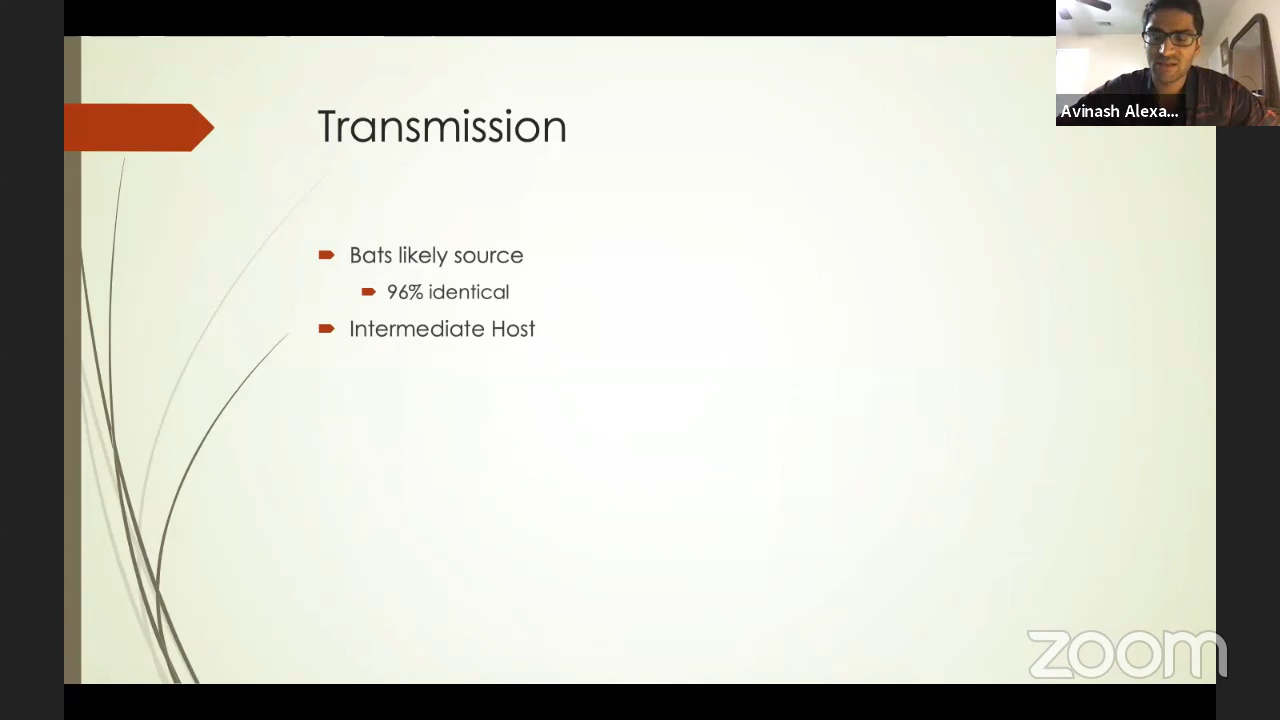 Transmission
Avinash Alexa...
Bats likely source
96% identical
Intermediate Host
zoom